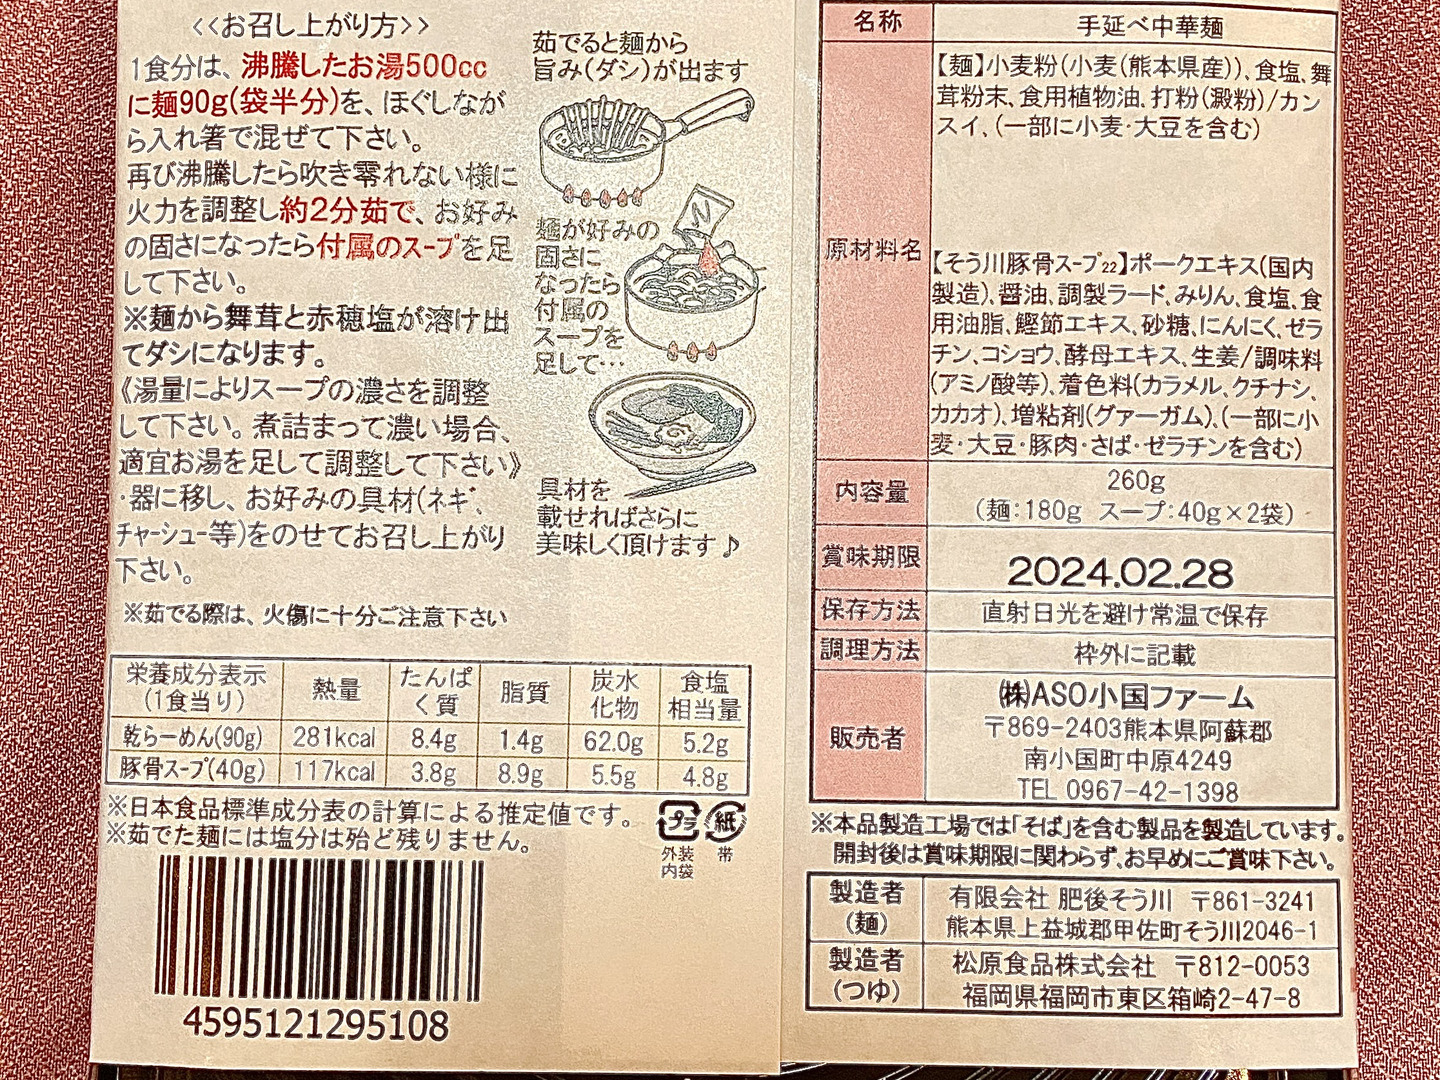 <<お召し上がり方>>
1食分は、沸騰したお湯500cc
に麺90g(袋半分)を、ほぐしなが
ら入れ箸で混ぜて下さい。
再び沸騰したら吹き零れない様に
火力を調整し約2分茹で、お好み
の固さになったら付属のスープを足
して下さい。
※麺から舞茸と赤穂塩が溶け出
てダシになります。
《湯量によりスープの濃さを調整
して下さい。煮詰まって濃い場合、
適宜お湯を足して調整して下さい》
・器に移し、お好みの具材(ネギ、
チャーシュー等)をのせてお召し上がり
下さい。
※茹でる際は、火傷に十分ご注意下さい
茹でると麺から
旨み(ダシ)が出ます
麺が好みの
固さに
なったら
付属の
スープを
足して…
具材を
載せればさらに
美味しく頂けます♪
栄養成分表示
(1食当り) 熱量 たんぱ
く質 脂質 炭水
化物 食塩
相当量
乾らーめん(90g) 281kcal 8.4g 1.4g 62.0g 5.2g
豚骨スープ(40g) 117kcal 3.8g 8.9g 5.5g 4.8g
※日本食品標準成分表の計算による推定値です。
※茹でた麺には塩分は殆ど残りません。
プラ 紙
外装 帯
内袋
4595121295108
名称 手延べ中華麺
原材料名
【麺】小麦粉(小麦(熊本県産))、食塩、舞
茸粉末、食用植物油、打粉(澱粉)/カン
スイ、(一部に小麦・大豆を含む)
【そう川豚骨スープ22】ポークエキス(国内
製造)、醤油、調製ラード、みりん、食塩、食
用油脂、鰹節エキス、砂糖、にんにく、ゼラ
チン、コショウ、酵母エキス、生姜/調味料
(アミノ酸等)、着色料(カラメル、クチナシ、
カカオ)、増粘剤(グァーガム)、(一部に小
麦・大豆・豚肉・さば・ゼラチンを含む)
内容量 260g
(麺:180g スープ:40g×2袋)
賞味期限 2024.02.28
保存方法 直射日光を避け常温で保存
調理方法 枠外に記載
販売者 ㈱ASO小国ファーム
〒869-2403熊本県阿蘇郡
南小国町中原4249
TEL 0967-42-1398
※本品製造工場では「そば」を含む製品を製造しています。
開封後は賞味期限に関わらず、お早めにご賞味下さい。
製造者
(麺) 有限会社 肥後そう川 〒861-3241
熊本県上益城郡甲佐町そう川2046-1
製造者
(つゆ) 松原食品株式会社 〒812-0053
福岡県福岡市東区箱崎2-47-8